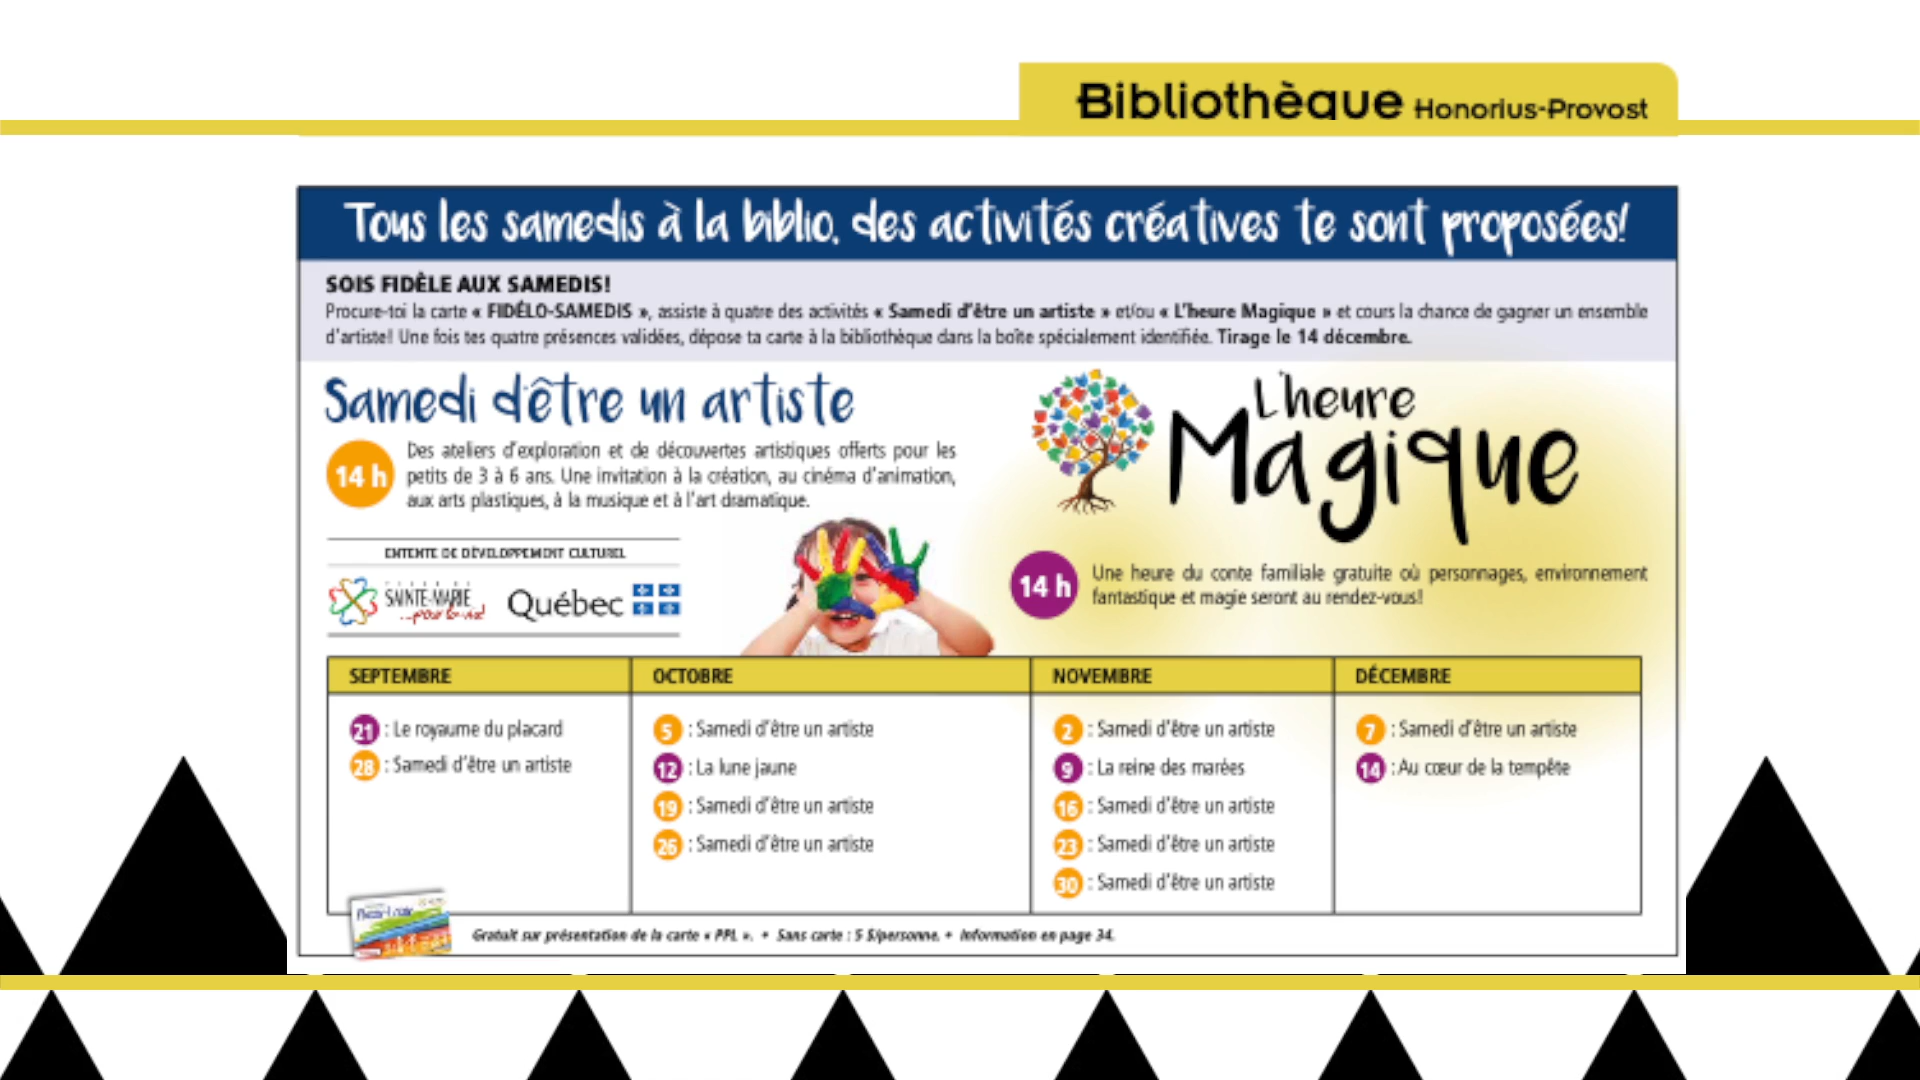 Bibliothèque Honorius-Provost
Tous les samedis à la biblio, des activités créatives te sont proposées!
SOIS FIDÈLE AUX SAMEDIS!
Procure-toi la carte « FIDÉLO-SAMEDIS », assiste à quatre des activités « Samedi d'être un artiste » et/ou « L'heure Magique » et cours la chance de gagner un ensemble
d'artiste! Une fois tes quatre présences validées, dépose ta carte à la bibliothèque dans la boîte spécialement identifiée. Tirage le 14 décembre.
Samedi d'être un artiste
14 h
Des ateliers d'exploration et de découvertes artistiques offerts pour les
petits de 3 à 6 ans. Une invitation à la création, au cinéma d'animation,
aux arts plastiques, à la musique et à l'art dramatique.
ENTENTE DE DÉVELOPPEMENT CULTUREL
SAINTE-MARIE
...pour la vie!
Québec
L'heure
Magique
14 h
Une heure du conte familiale gratuite où personnages, environnement
fantastique et magie seront au rendez-vous!
SEPTEMBRE
21 : Le royaume du placard
28 : Samedi d'être un artiste
OCTOBRE
5 : Samedi d'être un artiste
12 : La lune jaune
19 : Samedi d'être un artiste
26 : Samedi d'être un artiste
NOVEMBRE
2 : Samedi d'être un artiste
9 : La reine des marées
16 : Samedi d'être un artiste
23 : Samedi d'être un artiste
30 : Samedi d'être un artiste
DÉCEMBRE
7 : Samedi d'être un artiste
14 : Au cœur de la tempête
Gratuit sur présentation de la carte « PPL ». + Sans carte : 5 $/personne. + Information en page 34.